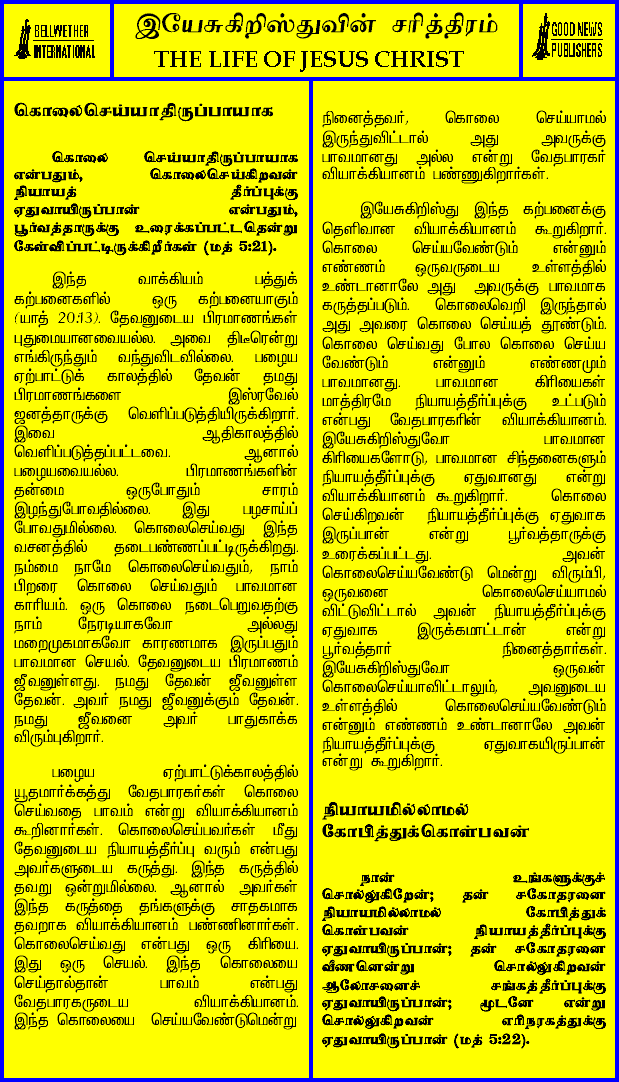 BELLWETHER
INTERNATIONAL
இயேசுகிறிஸ்துவின் சரித்திரம்
THE LIFE OF JESUS CHRIST
GOOD NEWS
PUBLISHERS
கொலைசெய்யாதிருப்பாயாக
கொலை செய்யாதிருப்பாயாக
என்பதும், கொலைசெய்கிறவன்
நியாயத் தீர்ப்புக்கு
ஏதுவாயிருப்பான் என்பதும்,
பூர்வத்தாருக்கு உரைக்கப்பட்டதென்று
கேள்விப்பட்டிருக்கிறீர்கள் (மத் 5:21).
இந்த வாக்கியம் பத்துக்
கற்பனைகளில் ஒரு கற்பனையாகும்
(யாத் 20:13). தேவனுடைய பிரமாணங்கள்
புதுமையானவையல்ல. அவை திடீரென்று
எங்கிருந்தும் வந்துவிடவில்லை. பழைய
ஏற்பாட்டுக் காலத்தில் தேவன் தமது
பிரமாணங்களை இஸ்ரவேல்
ஜனத்தாருக்கு வெளிப்படுத்தியிருக்கிறார்.
இவை ஆதிகாலத்தில்
வெளிப்படுத்தப்பட்டவை. ஆனால்
பழையவையல்ல. பிரமாணங்களின்
தன்மை ஒருபோதும் சாரம்
இழந்துபோவதில்லை. இது பழசாய்ப்
போவதுமில்லை. கொலைசெய்வது இந்த
வசனத்தில் தடைபண்ணப்பட்டிருக்கிறது.
நம்மை நாமே கொலைசெய்வதும், நாம்
பிறரை கொலை செய்வதும் பாவமான
காரியம். ஒரு கொலை நடைபெறுவதற்கு
நாம் நேரடியாகவோ அல்லது
மறைமுகமாகவோ காரணமாக இருப்பதும்
பாவமான செயல். தேவனுடைய பிரமாணம்
ஜீவனுள்ளது. நமது தேவன் ஜீவனுள்ள
தேவன். அவர் நமது ஜீவனுக்கும் தேவன்.
நமது ஜீவனை அவர் பாதுகாக்க
விரும்புகிறார்.
பழைய ஏற்பாட்டுக்காலத்தில்
யூதமார்க்கத்து வேதபாரகர்கள் கொலை
செய்வதை பாவம் என்று வியாக்கியானம்
கூறினார்கள். கொலைசெய்பவர்கள் மீது
தேவனுடைய நியாயத்தீர்ப்பு வரும் என்பது
அவர்களுடைய கருத்து. இந்த கருத்தில்
தவறு ஒன்றுமில்லை. ஆனால் அவர்கள்
இந்த கருத்தை தங்களுக்கு சாதகமாக
தவறாக வியாக்கியானம் பண்ணினார்கள்.
கொலைசெய்வது என்பது ஒரு கிரியை.
இது ஒரு செயல். இந்த கொலையை
செய்தால்தான் பாவம் என்பது
வேதபாரகருடைய வியாக்கியானம்.
இந்த கொலையை செய்யவேண்டுமென்று
நினைத்தவர், கொலை செய்யாமல்
இருந்துவிட்டால் அது அவருக்கு
பாவமானது அல்ல என்று வேதபாரகர்
வியாக்கியானம் பண்ணுகிறார்கள்.
இயேசுகிறிஸ்து இந்த கற்பனைக்கு
தெளிவான வியாக்கியானம் கூறுகிறார்.
கொலை செய்யவேண்டும் என்னும்
எண்ணம் ஒருவருடைய உள்ளத்தில்
உண்டானாலே அது அவருக்கு பாவமாக
கருத்தப்படும். கொலைவெறி இருந்தால்
அது அவரை கொலை செய்யத் தூண்டும்.
கொலை செய்வது போல கொலை செய்ய
வேண்டும் என்னும் எண்ணமும்
பாவமானது. பாவமான கிரியைகள்
மாத்திரமே நியாயத்தீர்ப்புக்கு உட்படும்
என்பது வேதபாரகரின் வியாக்கியானம்.
இயேசுகிறிஸ்துவோ பாவமான
கிரியைகளோடு, பாவமான சிந்தனைகளும்
நியாயத்தீர்ப்புக்கு ஏதுவானது என்று
வியாக்கியானம் கூறுகிறார். கொலை
செய்கிறவன் நியாயத்தீர்ப்புக்கு ஏதுவாக
இருப்பான் என்று பூர்வத்தாருக்கு
உரைக்கப்பட்டது. அவன்
கொலைசெய்யவேண்டு மென்று விரும்பி,
ஒருவனை கொலைசெய்யாமல்
விட்டுவிட்டால் அவன் நியாயத்தீர்ப்புக்கு
ஏதுவாக இருக்கமாட்டான் என்று
பூர்வத்தார் நினைத்தார்கள்.
இயேசுகிறிஸ்துவோ ஒருவன்
கொலைசெய்யாவிட்டாலும், அவனுடைய
உள்ளத்தில் கொலைசெய்யவேண்டும்
என்னும் எண்ணம் உண்டானாலே அவன்
நியாயத்தீர்ப்புக்கு ஏதுவாகயிருப்பான்
என்று கூறுகிறார்.
நியாயமில்லாமல்
கோபித்துக்கொள்பவன்
நான் உங்களுக்குச்
சொல்லுகிறேன்; தன் சகோதரனை
நியாயமில்லாமல் கோபித்துக்
கொள்பவன் நியாயத்தீர்ப்புக்கு
ஏதுவாயிருப்பான்; தன் சகோதரனை
வீணனென்று சொல்லுகிறவன்
ஆலோசனைச் சங்கத்தீர்ப்புக்கு
ஏதுவாயிருப்பான்; மூடனே என்று
சொல்லுகிறவன் எரிநரகத்துக்கு
ஏதுவாயிருப்பான் (மத் 5:22).